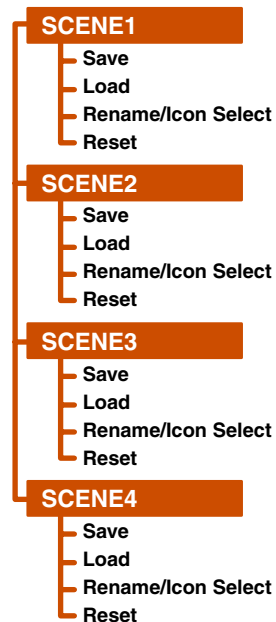 SCENE1
Save
Load
Rename/Icon Select
Reset
SCENE2
Save
Load
Rename/Icon Select
Reset
SCENE3
Save
Load
Rename/Icon Select
Reset
SCENE4
Save
Load
Rename/Icon Select
Reset